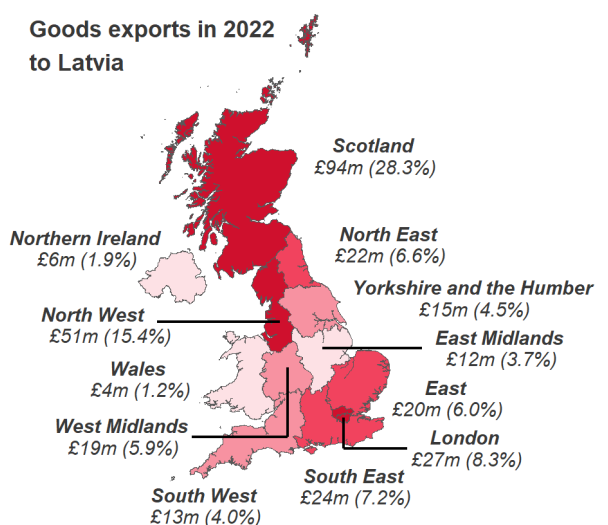 Goods exports in 2022
to Latvia
Scotland
£94m (28.3%)
Northern Ireland
£6m (1.9%)
North East
£22m (6.6%)
Yorkshire and the Humber
£15m (4.5%)
North West
£51m (15.4%)
East Midlands
£12m (3.7%)
Wales
£4m (1.2%)
East
£20m (6.0%)
West Midlands
£19m (5.9%)
London
£27m (8.3%)
South East
£24m (7.2%)
South West
£13m (4.0%)